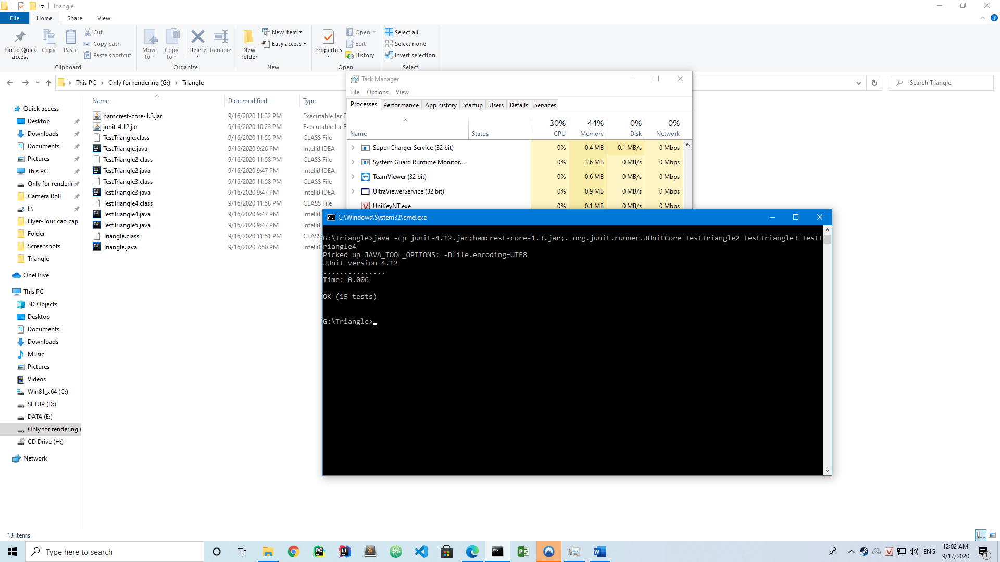 Triangle
File
Home
Share
View
Pin to Quick access
Copy
Paste
Cut
Copy path
Paste shortcut
Clipboard
Move to
Copy to
Delete
Rename
Organize
New folder
New item
Easy access
New
Properties
Open
Edit
History
Open
Select all
Select none
Invert selection
Select
This PC
Only for rendering (G:)
Triangle
Search Triangle
Quick access
Desktop
Downloads
Documents
Pictures
This PC
Only for renderin
Camera Roll
I:\
Flyer-Tour cao cap
Folder
Screenshots
Triangle
OneDrive
This PC
3D Objects
Desktop
Documents
Downloads
Music
Pictures
Videos
Win81_x64 (C:)
SETUP (D:)
DATA (E:)
Only for rendering (
CD Drive (H:)
Network
Name Date modified Type
hamcrest-core-1.3.jar 9/16/2020 11:32 PM Executable Jar F
junit-4.12.jar 9/16/2020 10:23 PM Executable Jar F
TestTriangle.class 9/16/2020 11:55 PM CLASS File
TestTriangle.java 9/16/2020 9:26 PM IntelliJ IDEA
TestTriangle2.class 9/16/2020 11:58 PM CLASS File
TestTriangle2.java 9/16/2020 9:47 PM IntelliJ IDEA
TestTriangle3.class 9/16/2020 11:58 PM CLASS File
TestTriangle3.java 9/16/2020 9:47 PM IntelliJ IDEA
TestTriangle4.class 9/16/2020 11:58 PM CLASS File
TestTriangle4.java 9/16/2020 9:47 PM IntelliJ
TestTriangle5.java 9/16/2020 9:47 PM IntelliJ
Triangle.class 9/16/2020 11:51 PM CLASS
Triangle.java 9/16/2020 7:50 PM IntelliJ
Task Manager
File Options View
Processes Performance App history Startup Users Details Services
30% 44% 0% 0%
Name Status CPU Memory Disk Network
Super Charger Service (32 bit) 0% 0.4 MB 0.1 MB/s 0 Mbps
System Guard Runtime Monitor... 0% 3.6 MB 0 MB/s 0 Mbps
TeamViewer (32 bit) 0% 0.6 MB 0 MB/s 0 Mbps
UltraViewerService (32 bit) 0% 0.9 MB 0 MB/s 0 Mbps
UniKeyNT.exe 0% 0.1 MB 0 MB/s 0 Mbps
C:\Windows\System32\cmd.exe
G:\Triangle>java -cp junit-4.12.jar;hamcrest-core-1.3.jar;. org.junit.runner.JUnitCore TestTriangle2 TestTriangle3 TestT
riangle4
Picked up JAVA_TOOL_OPTIONS: -Dfile.encoding=UTF8
JUnit version 4.12
...............
Time: 0.006
OK (15 tests)
G:\Triangle>
13 items
Type here to search
ENG
12:02 AM
9/17/2020
1